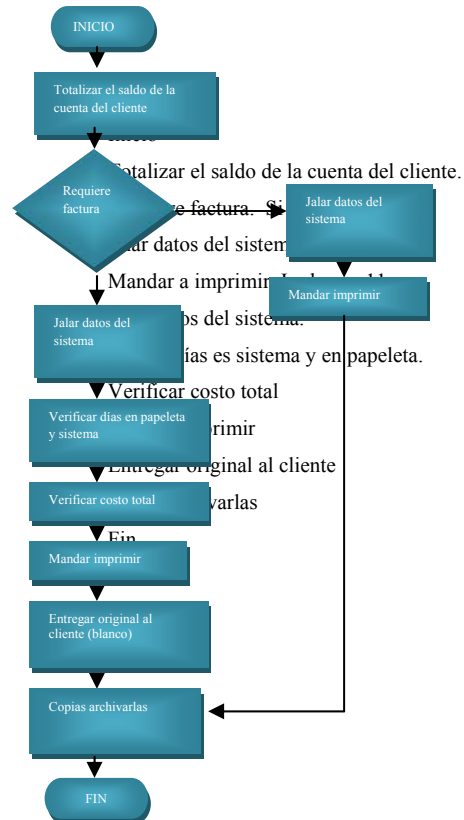 INICIO
Totalizar el saldo de la
cuenta del cliente
Totalizar el saldo de la cuenta del cliente.
Requiere
factura
factura. Si
Jalar datos del
sistema
datos del sistem
Mandar a imprimir
Mandar imprimir
Jalar datos del
sistema
os del sistema.
ías es sistema y en papeleta.
Verificar costo total
Verificar días en papeleta
y sistema
primir
Entregar original al cliente
Verificar costo total
varlas
Fin
Mandar imprimir
Entregar original al
cliente (blanco)
Copias archivarlas
FIN